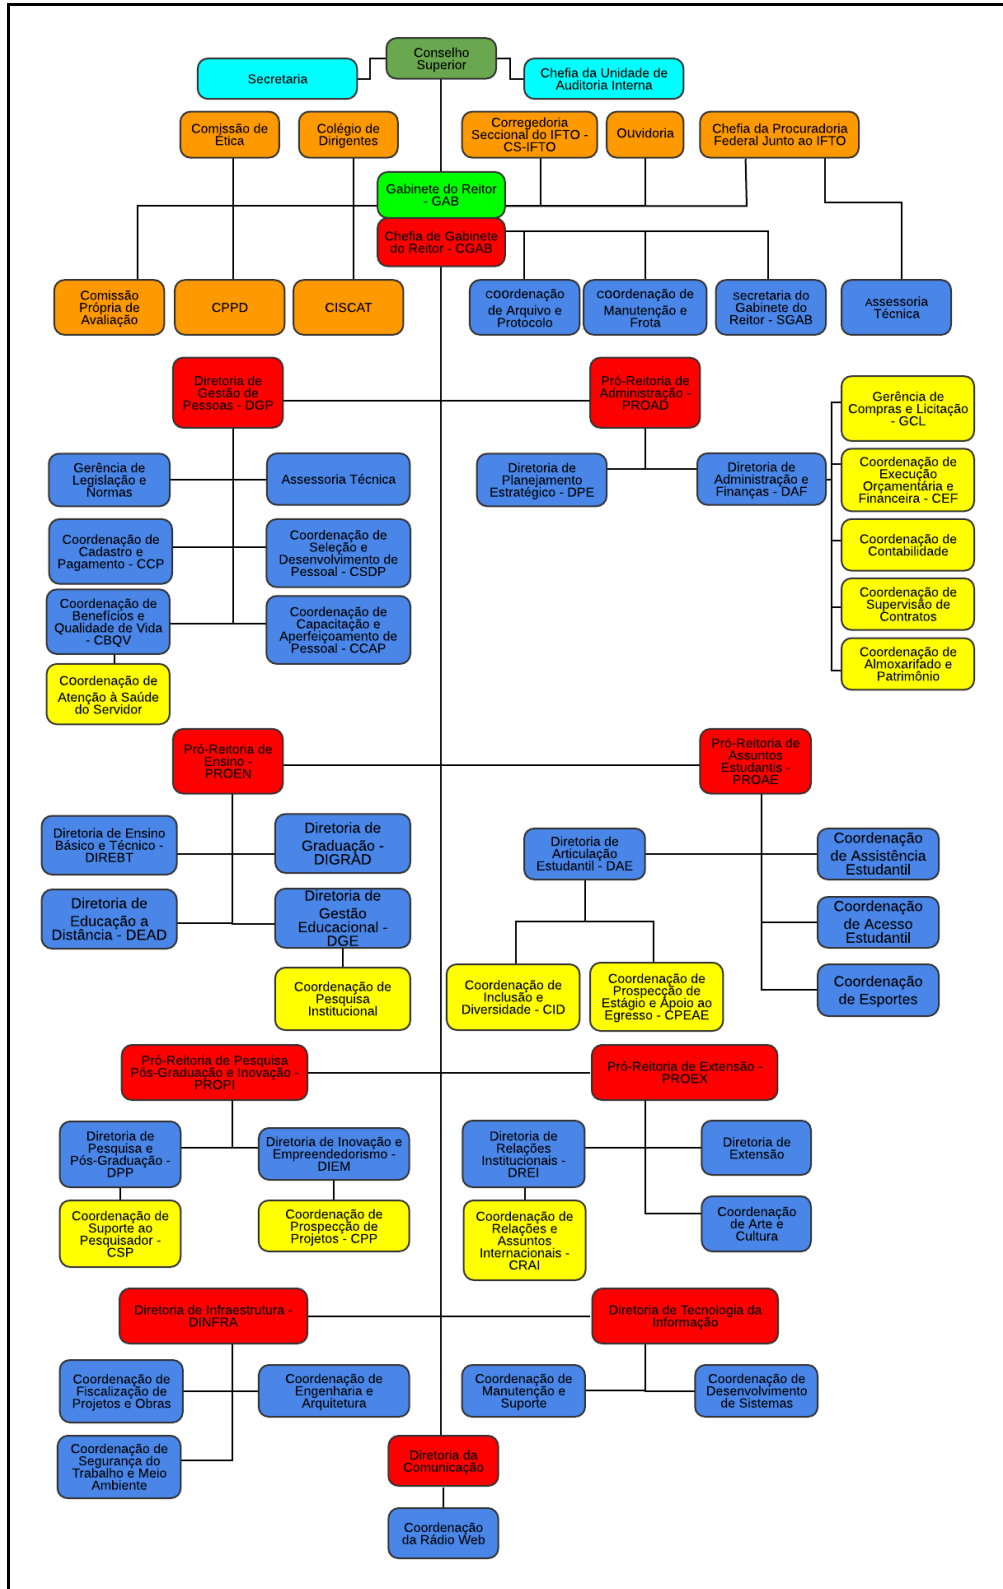 Conselho
Superior
Secretaria
Chefia da Unidade de
Auditoria Interna
Comissão de
Ética
Colégio de
Dirigentes
Corregedoria
Seccional do IFTO -
CS-IFTO
Ouvidoria
Chefia da Procuradoria
Federal Junto ao IFTO
Gabinete do Reitor
- GAB
Chefia de Gabinete
do Reitor - CGAB
Comissão
Própria de
Avaliação
CPPD
CISCAT
Coordenação
de Arquivo e
Protocolo
Coordenação de
Manutenção e
Frota
Secretaria do
Gabinete do
Reitor - SGAB
Assessoria
Técnica
Diretoria de
Gestão de
Pessoas - DGP
Pró-Reitoria de
Administração -
PROAD
Gerência de
Compras e Licitação
- GCL
Gerência de
Legislação e
Normas
Assessoria Técnica
Diretoria de
Planejamento
Estratégico - DPE
Diretoria de
Administração e
Finanças - DAF
Coordenação de
Execução
Orçamentária e
Financeira - CEF
Coordenação de
Cadastro e
Pagamento - CCP
Coordenação de
Seleção e
Desenvolvimento de
Pessoal - CSDP
Coordenação de
Contabilidade
Coordenação de
Benefícios e
Qualidade de Vida
- CBQV
Coordenação de
Capacitação e
Aperfeiçoamento de
Pessoal - CCAP
Coordenação de
Supervisão de
Contratos
Coordenação de
Atenção à Saúde
do Servidor
Coordenação de
Almoxarifado e
Patrimônio
Pró-Reitoria de
Ensino -
PROEN
Pró-Reitoria de
Assuntos
Estudantis -
PROAE
Diretoria de Ensino
Básico e Técnico -
DIREBT
Diretoria de
Graduação -
DIGRAD
Diretoria de
Articulação
Estudantil - DAE
Coordenação
de Assistência
Estudantil
Diretoria de
Educação a
Distância - DEAD
Diretoria de
Gestão
Educacional -
DGE
Coordenação
de Acesso
Estudantil
Coordenação de
Pesquisa
Institucional
Coordenação de
Inclusão e
Diversidade - CID
Coordenação de
Prospecção de
Estágio e Apoio ao
Egresso - CPEAE
Coordenação
de Esportes
Pró-Reitoria de Pesquisa
Pós-Graduação e Inovação -
PROPI
Pró-Reitoria de Extensão -
PROEX
Diretoria de
Pesquisa e
Pós-Graduação -
DPP
Diretoria de Inovação e
Empreendedorismo -
DIEM
Diretoria de
Relações
Institucionais -
DREI
Diretoria de
Extensão
Coordenação de
Suporte ao
Pesquisador -
CSP
Coordenação de
Prospecção de
Projetos - CPP
Coordenação de
Relações e
Assuntos
Internacionais -
CRAI
Coordenação
de Arte e
Cultura
Diretoria de Infraestrutura -
DINFRA
Diretoria de Tecnologia da
Informação
Coordenação de
Fiscalização de
Projetos e Obras
Coordenação de
Engenharia e
Arquitetura
Coordenação de
Manutenção e
Suporte
Coordenação de
Desenvolvimento
de Sistemas
Coordenação de
Segurança do
Trabalho e Meio
Ambiente
Diretoria da
Comunicação
Coordenação
da Rádio Web